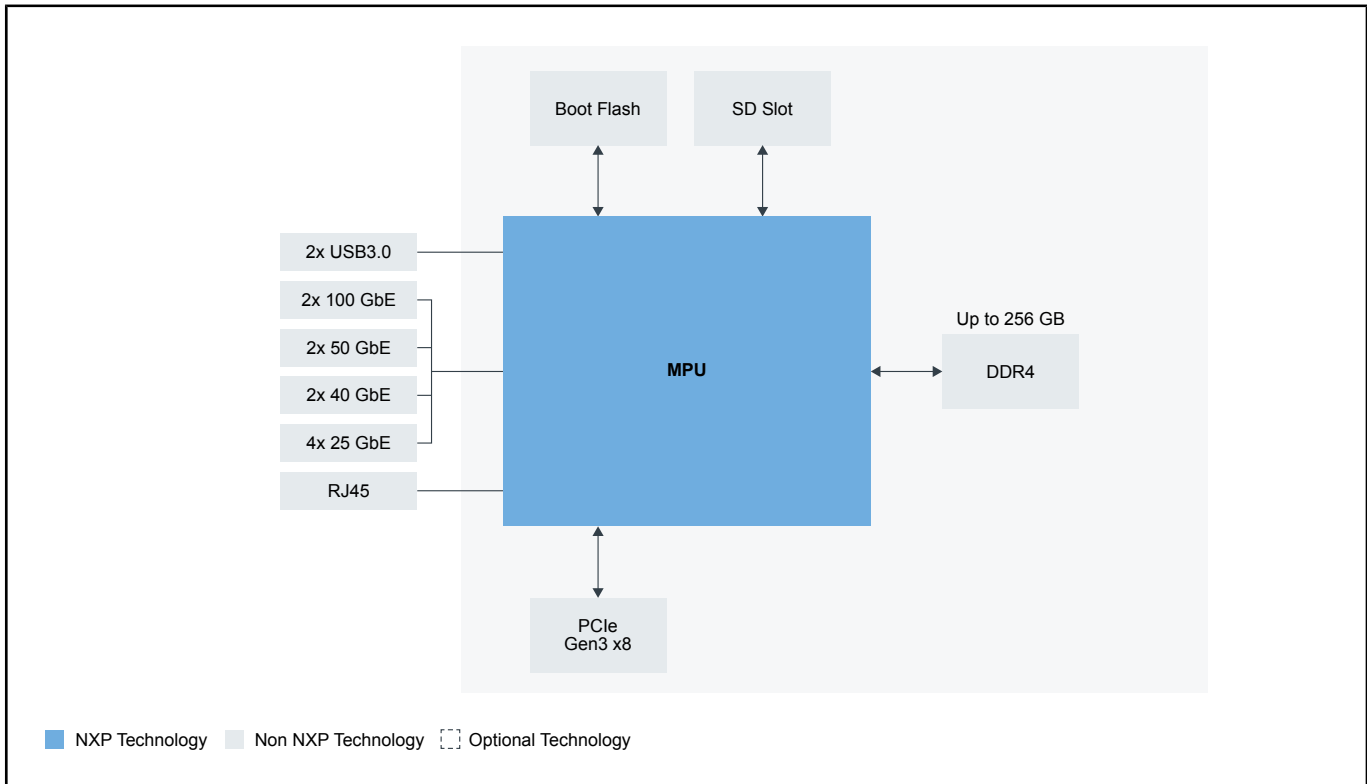 Boot Flash
SD Slot
2x USB3.0
2x 100 GbE
2x 50 GbE
2x 40 GbE
4x 25 GbE
RJ45
MPU
Up to 256 GB
DDR4
PCIe
Gen3 x8
NXP Technology
Non NXP Technology
Optional Technology